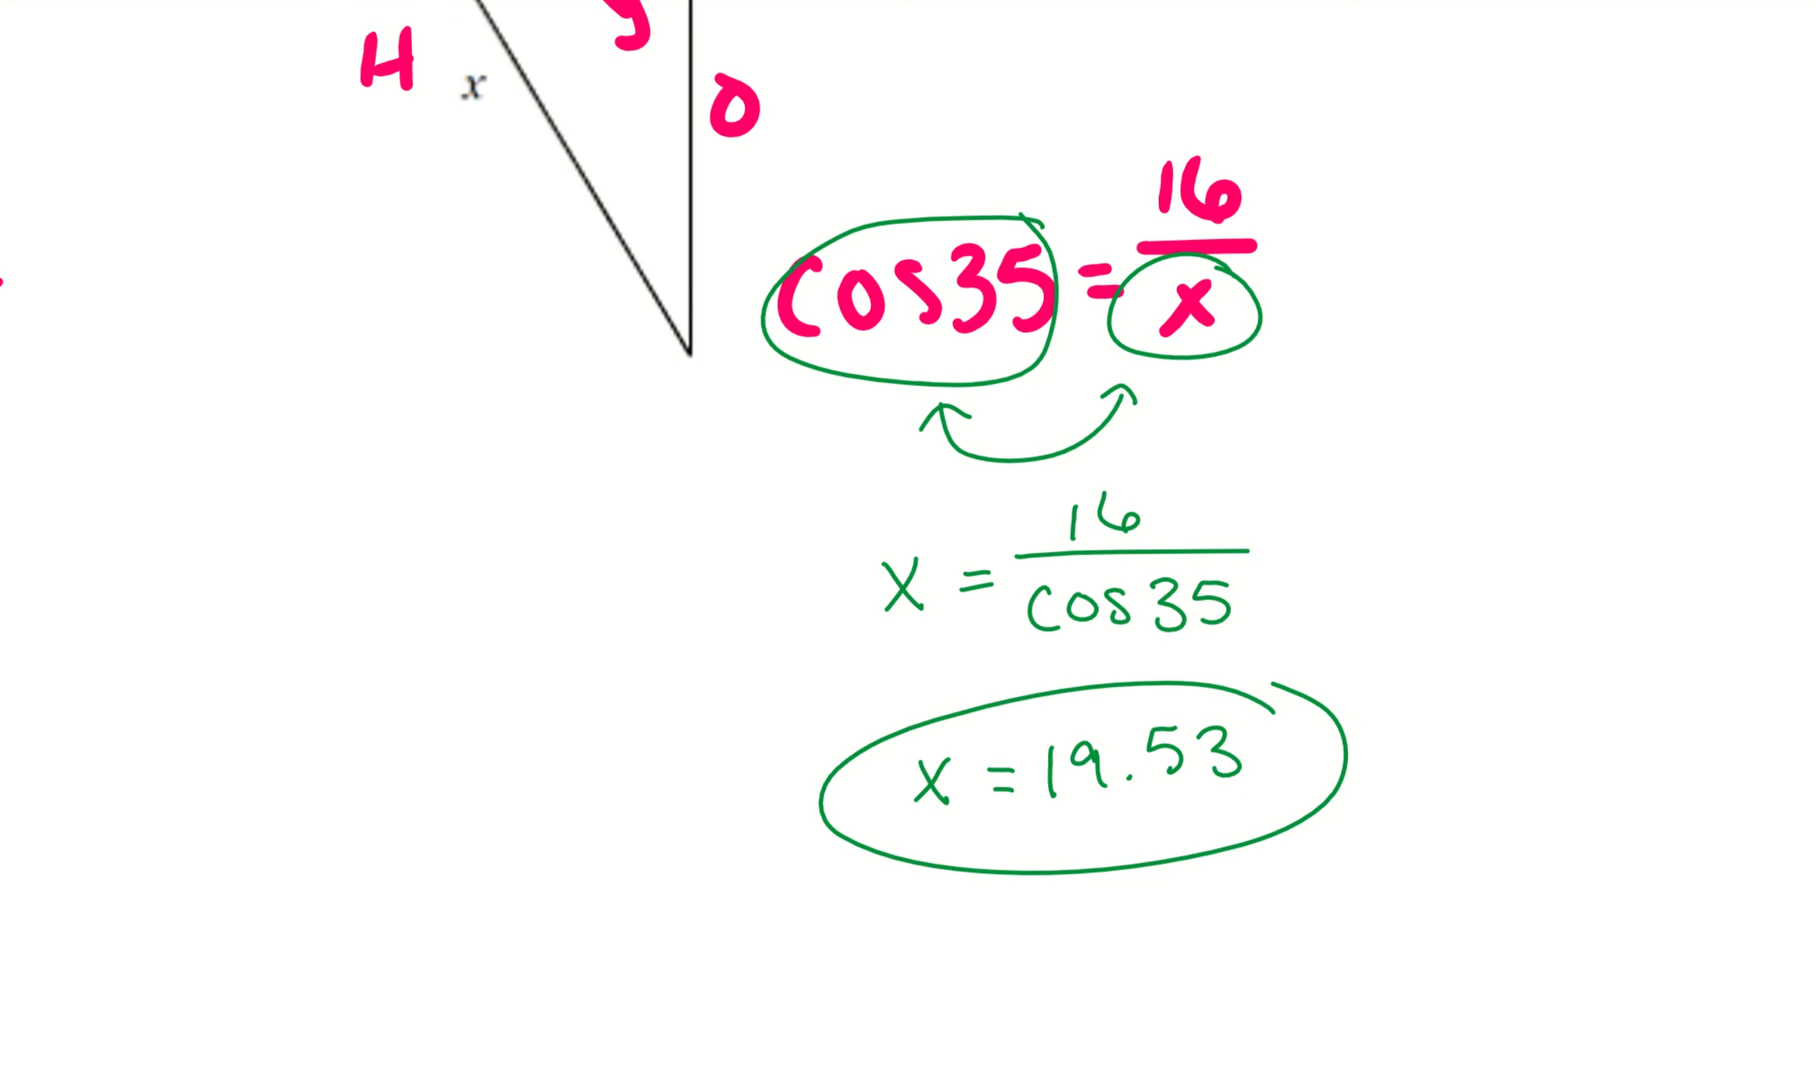 H
x
O
cos35 = 16/x
x = 16/cos35
x = 19.53